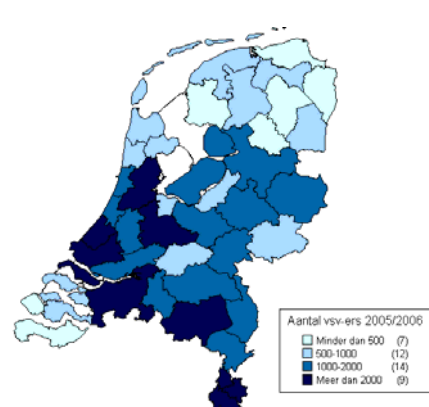 Aantal vsv-ers 2005/2006
Minder dan 500 (7)
500-1000 (12)
1000-2000 (14)
Meer dan 2000 (9)